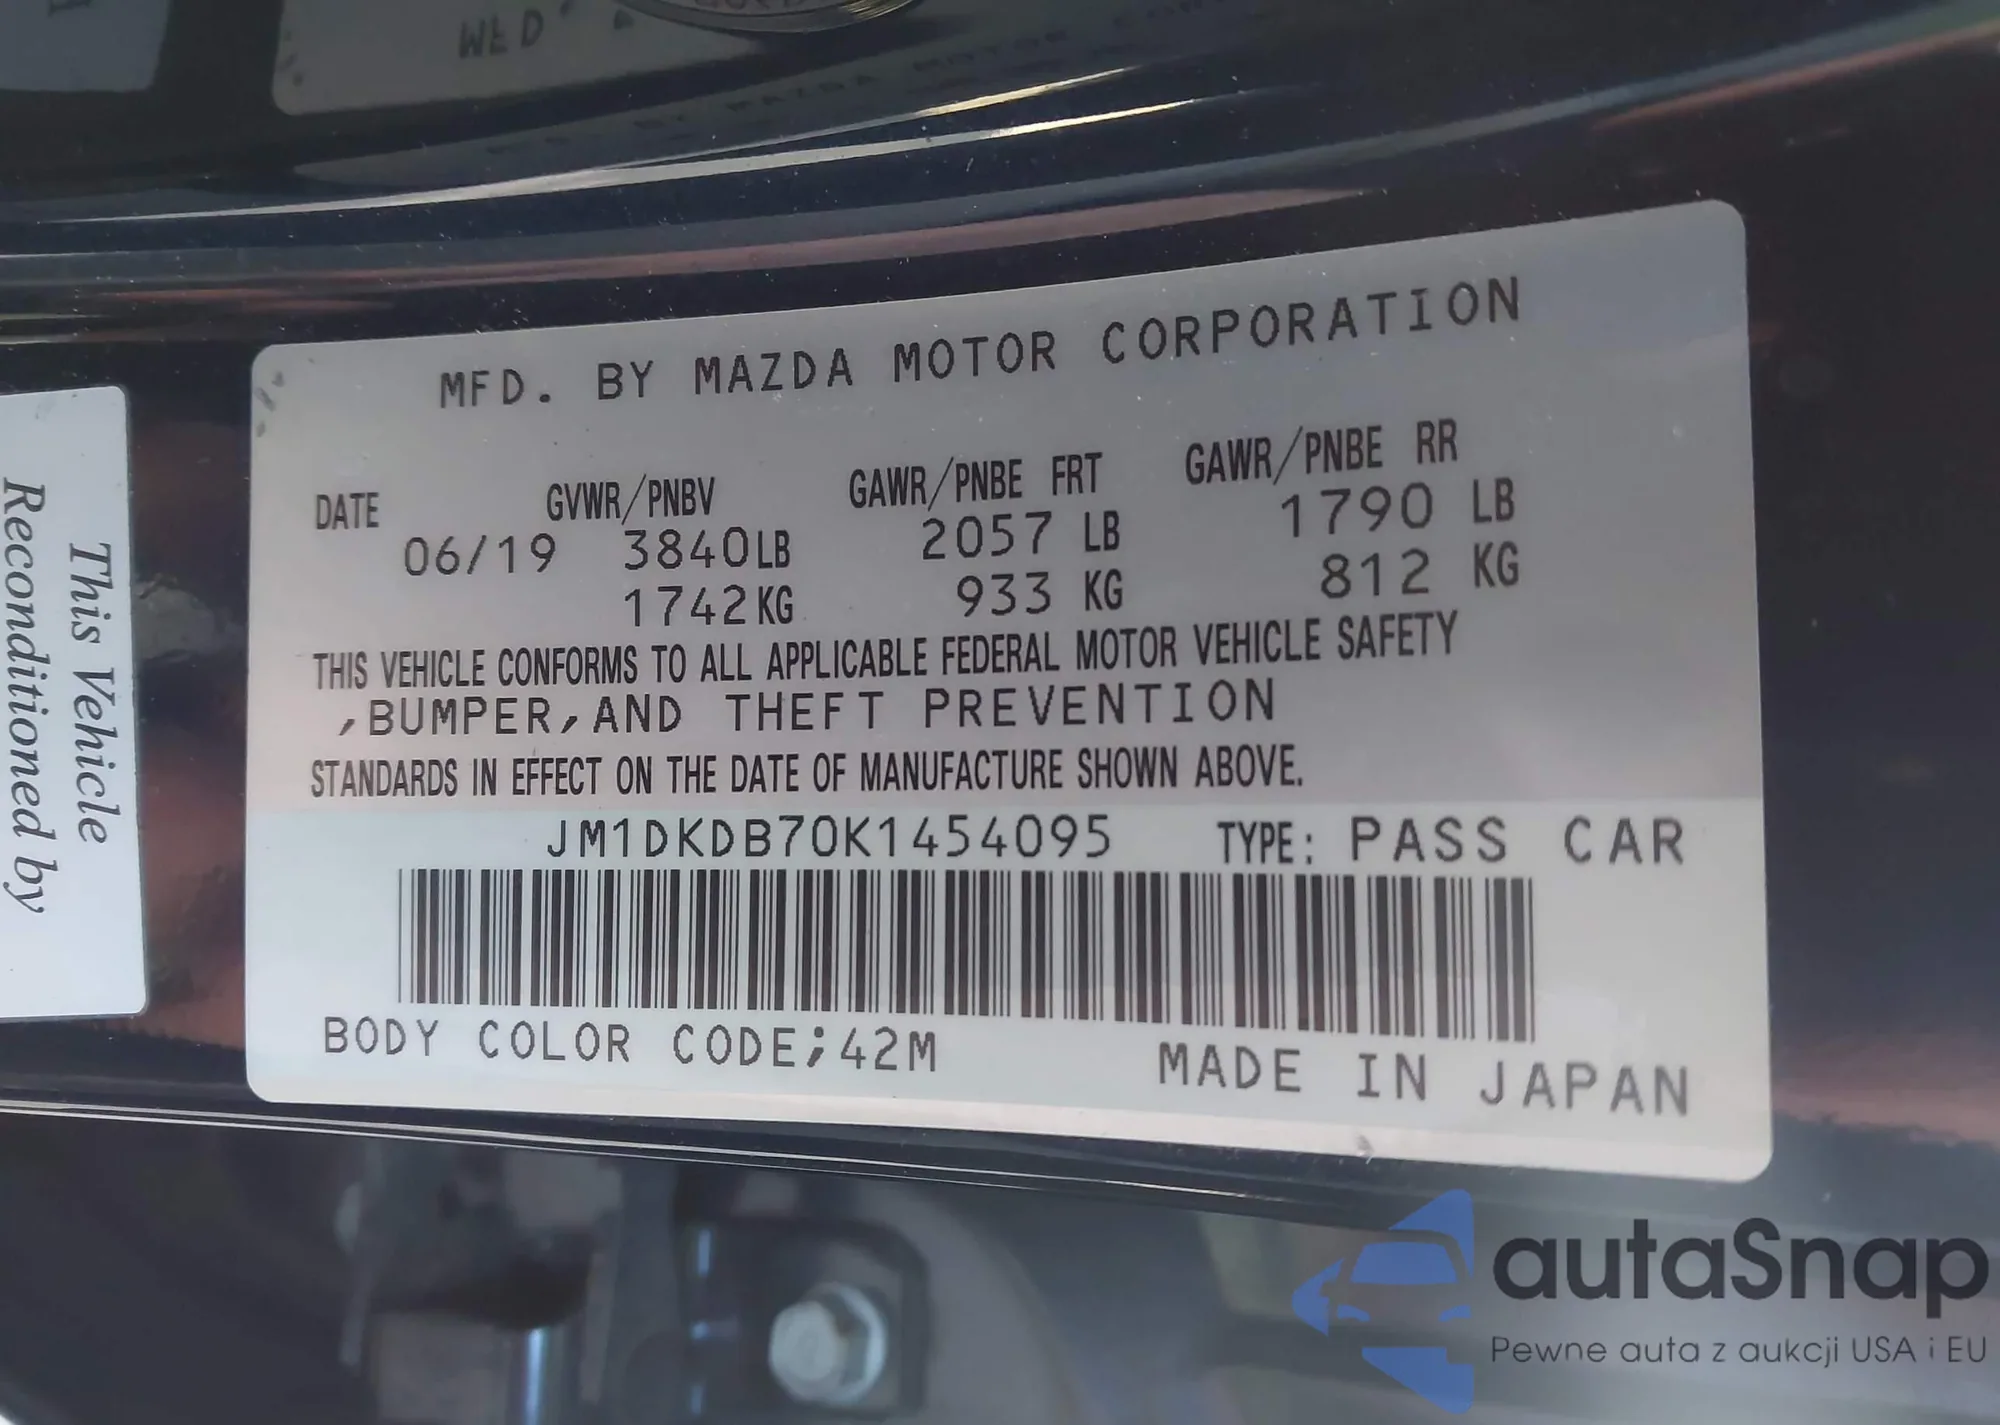 WED
MFD. BY MAZDA MOTOR CORPORATION
DATE GVWR/PNBV GAWR/PNBE FRT GAWR/PNBE RR
06/19 3840LB 2057 LB 1790 LB
1742KG 933 KG 812 KG
THIS VEHICLE CONFORMS TO ALL APPLICABLE FEDERAL MOTOR VEHICLE SAFETY
,BUMPER,AND THEFT PREVENTION
STANDARDS IN EFFECT ON THE DATE OF MANUFACTURE SHOWN ABOVE.
JM1DKDB70K1454095 TYPE: PASS CAR
BODY COLOR CODE;42M MADE IN JAPAN
This Vehicle
Reconditioned by
autaSnap
Pewne auta z aukcji USA i EU